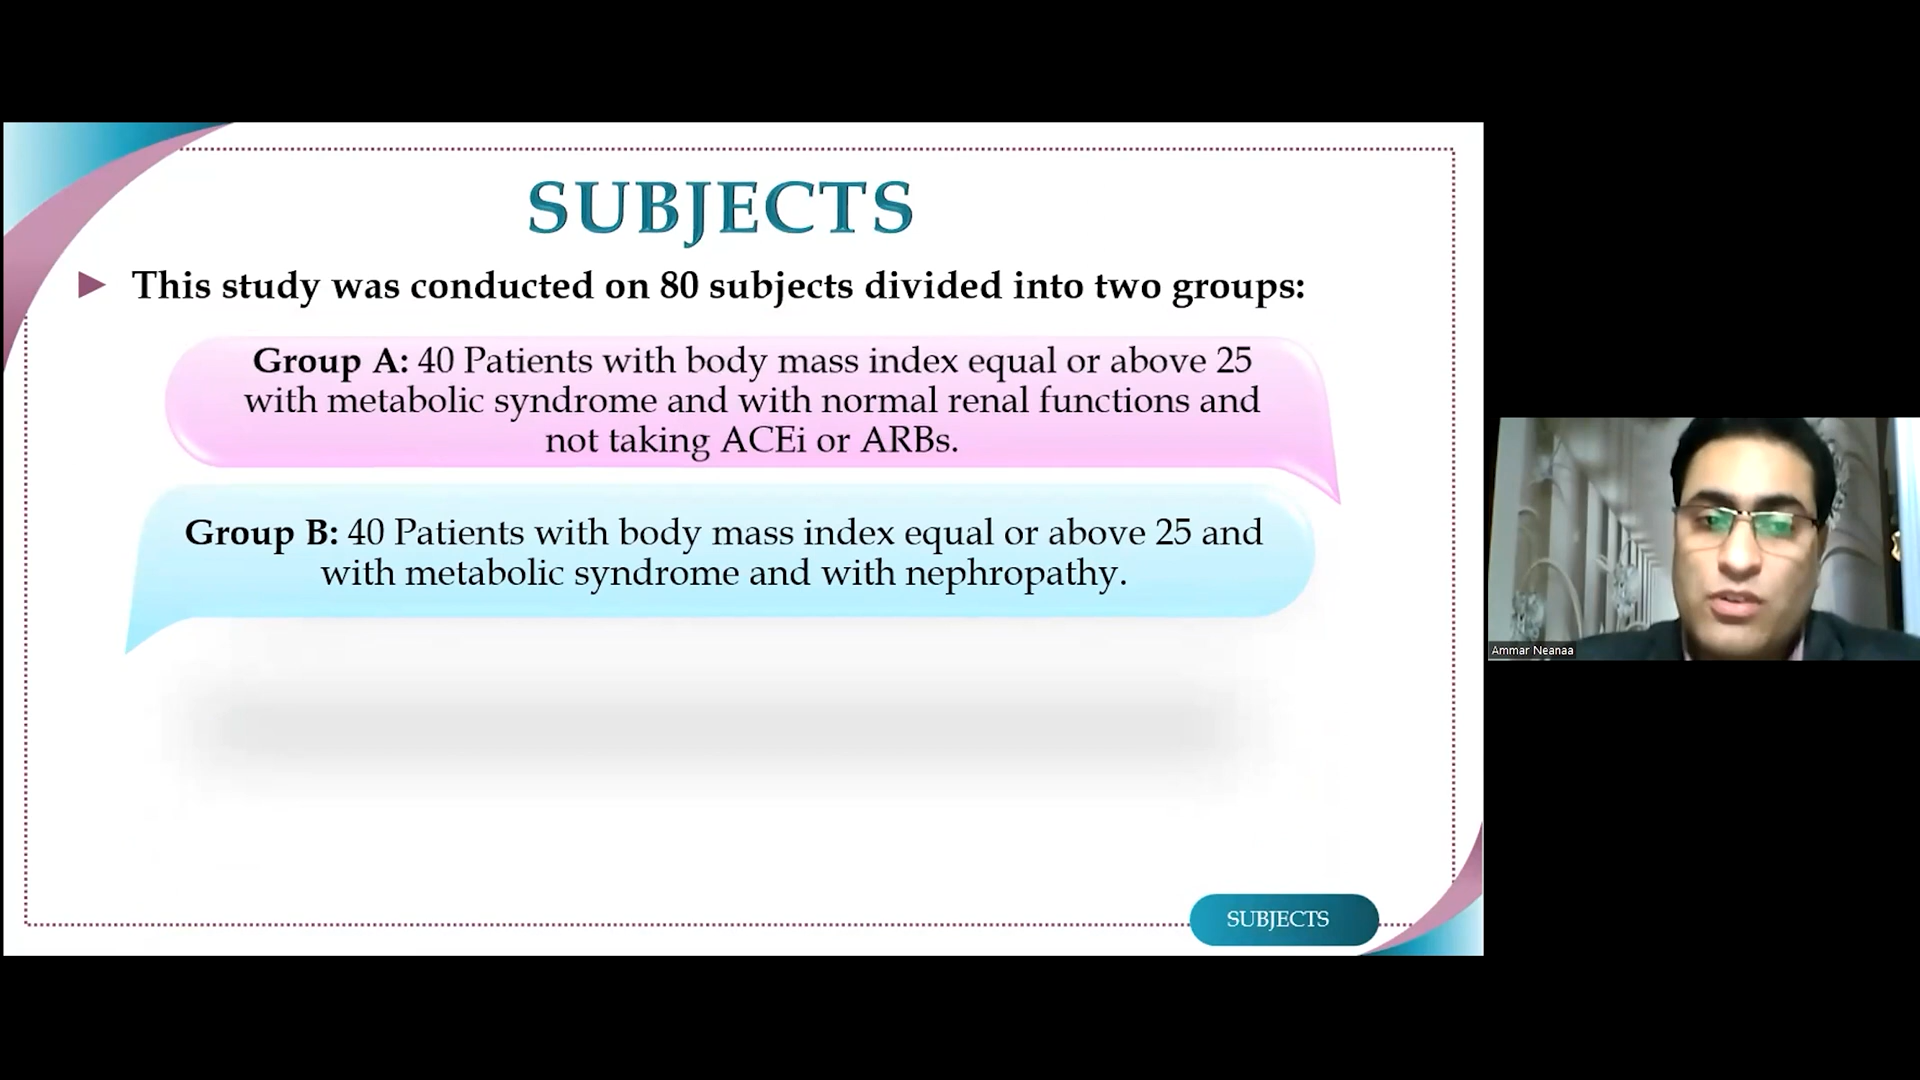 SUBJECTS
This study was conducted on 80 subjects divided into two groups:
Group A: 40 Patients with body mass index equal or above 25
with metabolic syndrome and with normal renal functions and
not taking ACEi or ARBs.
Group B: 40 Patients with body mass index equal or above 25 and
with metabolic syndrome and with nephropathy.
Ammar Neanaa
SUBJECTS